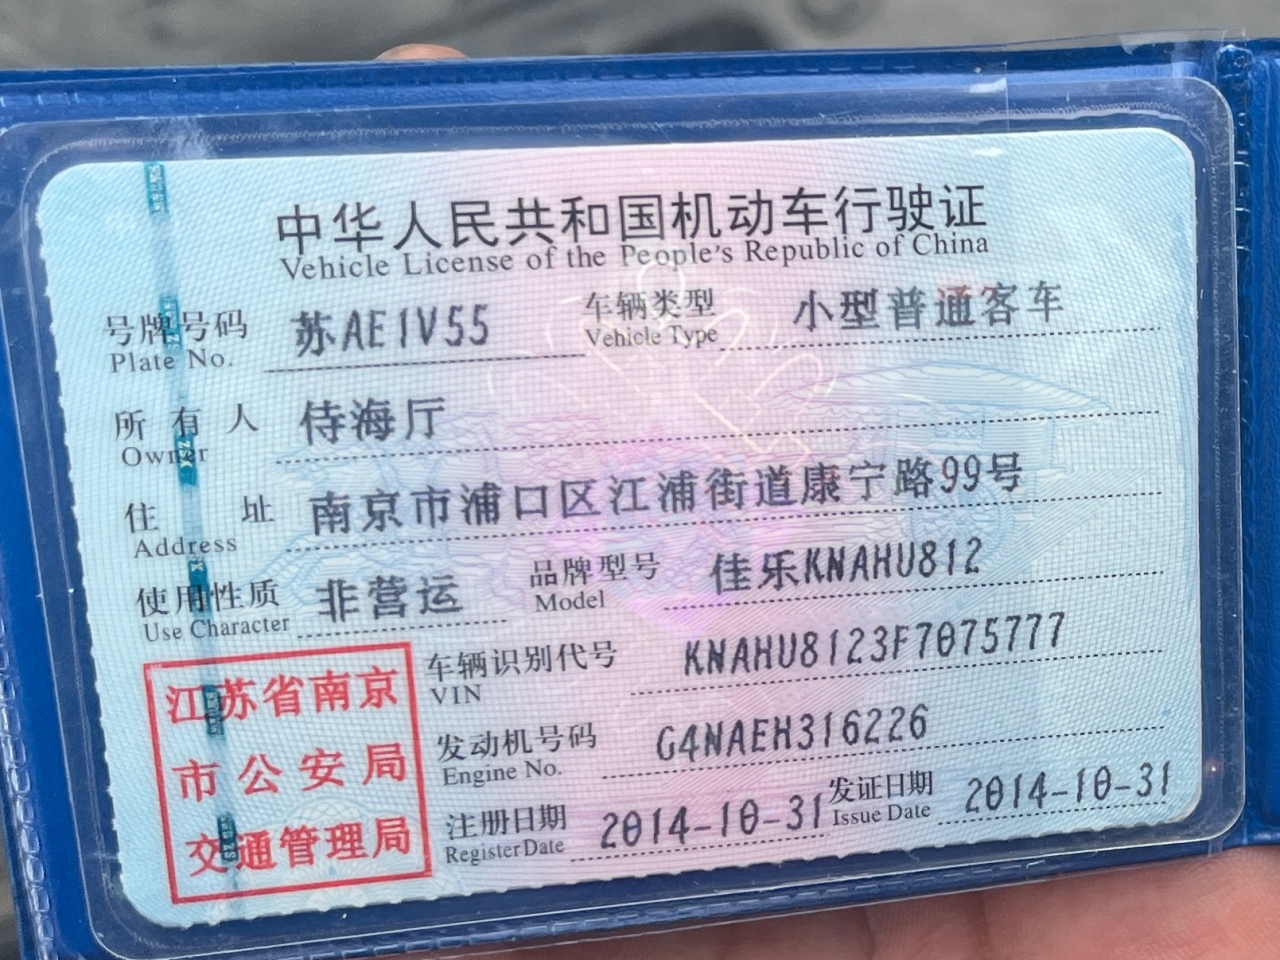 中华人民共和国机动车行驶证
Vehicle License of the People's Republic of China
号牌号码 苏AE1V55 车辆类型 小型普通客车
Plate No. Vehicle Type
所有人 侍海厅
Owner
住址 南京市浦口区江浦街道康宁路99号
Address
使用性质 非营运 品牌型号 佳乐KNAHU812
Use Character Model
车辆识别代号 KNAHU8123F7075777
VIN
发动机号码 G4NAEH316226
Engine No.
注册日期 2014-10-31 发证日期 2014-10-31
Register Date Issue Date
江苏省南京
市公安局
交通管理局